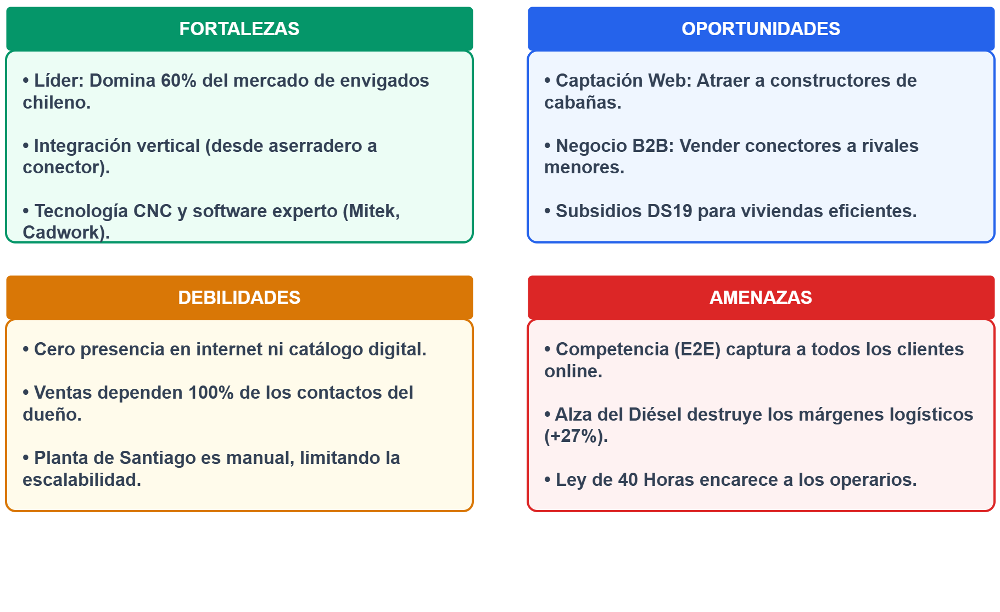 FORTALEZAS
• Líder: Domina 60% del mercado de envigados
chileno.
• Integración vertical (desde aserradero a
conector).
• Tecnología CNC y software experto (Mitek,
Cadwork).
OPORTUNIDADES
• Captación Web: Atraer a constructores de
cabañas.
• Negocio B2B: Vender conectores a rivales
menores.
• Subsidios DS19 para viviendas eficientes.
DEBILIDADES
• Cero presencia en internet ni catálogo digital.
• Ventas dependen 100% de los contactos del
dueño.
• Planta de Santiago es manual, limitando la
escalabilidad.
AMENAZAS
• Competencia (E2E) captura a todos los clientes
online.
• Alza del Diésel destruye los márgenes logísticos
(+27%).
• Ley de 40 Horas encarece a los operarios.